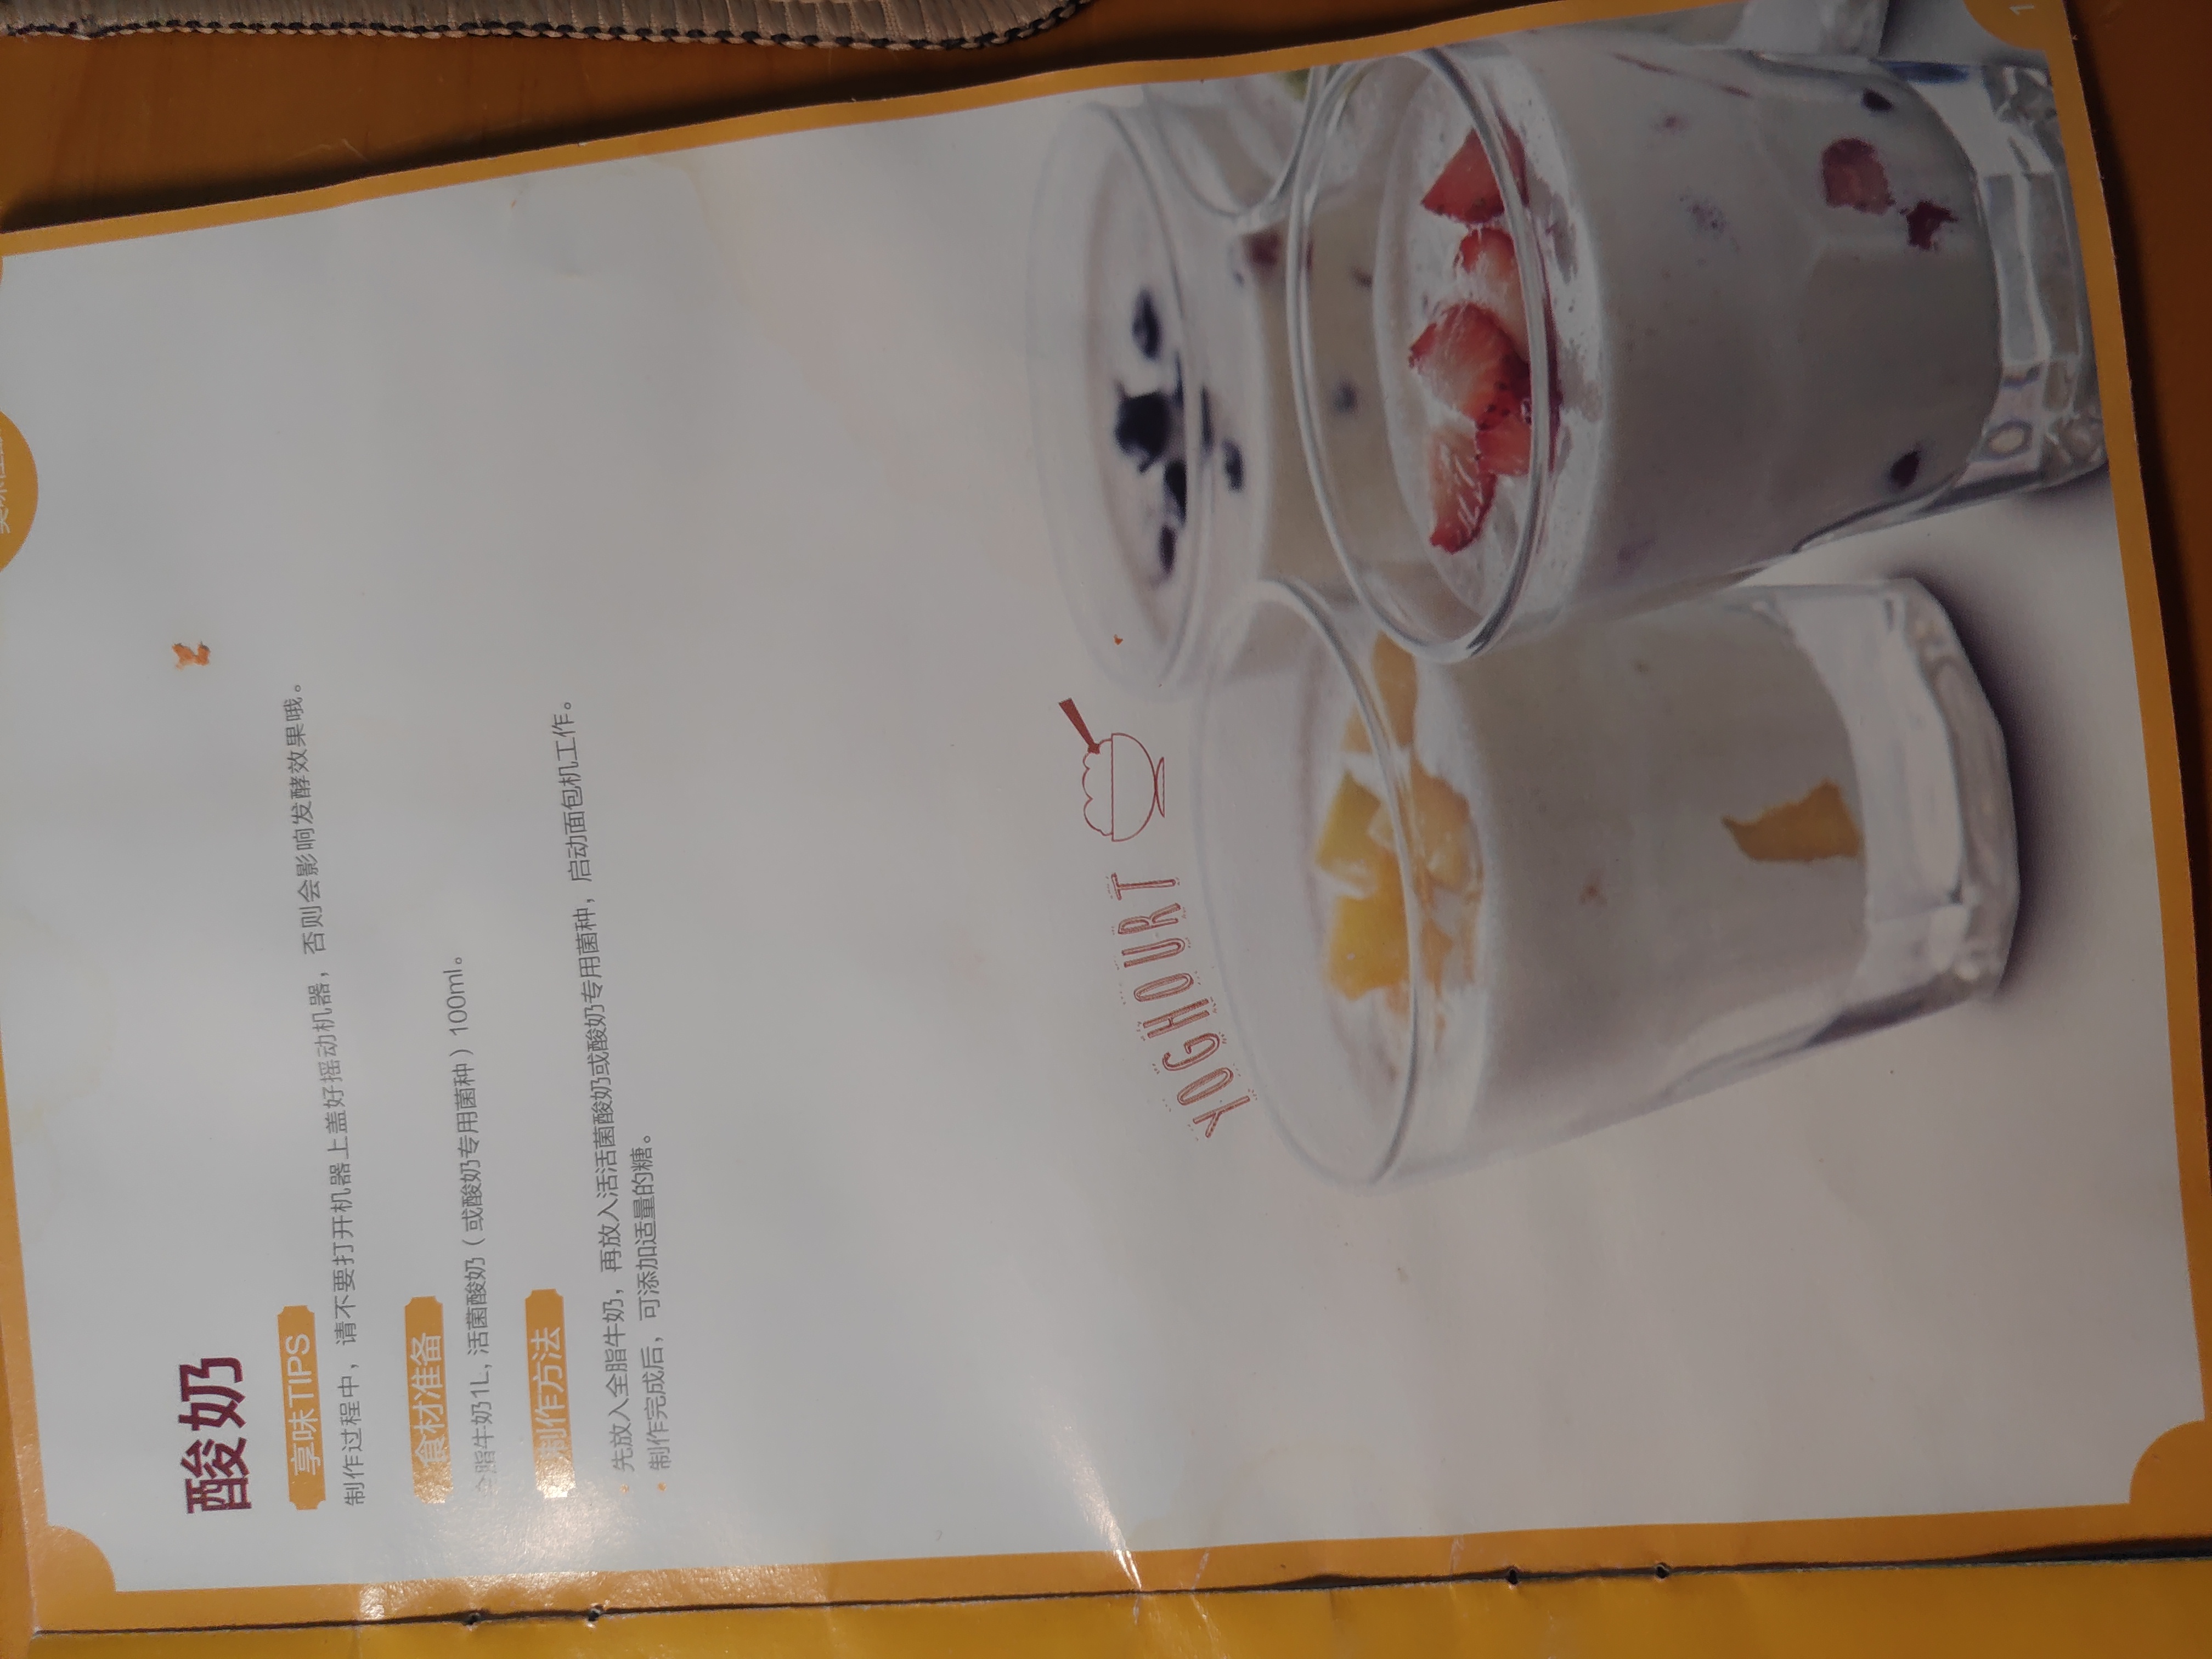 酸奶
享味TIPS
制作过程中，请不要打开机器上盖好摇动机器，否则会影响发酵效果哦。
食材准备
全脂牛奶1L, 活菌酸奶（或酸奶专用菌种）100ml。
制作方法
• 先放入全脂牛奶，再放入活活菌酸奶或酸奶专用菌种，启动面包机工作。
• 制作完成后，可添加适量的糖。
YOGHOURT